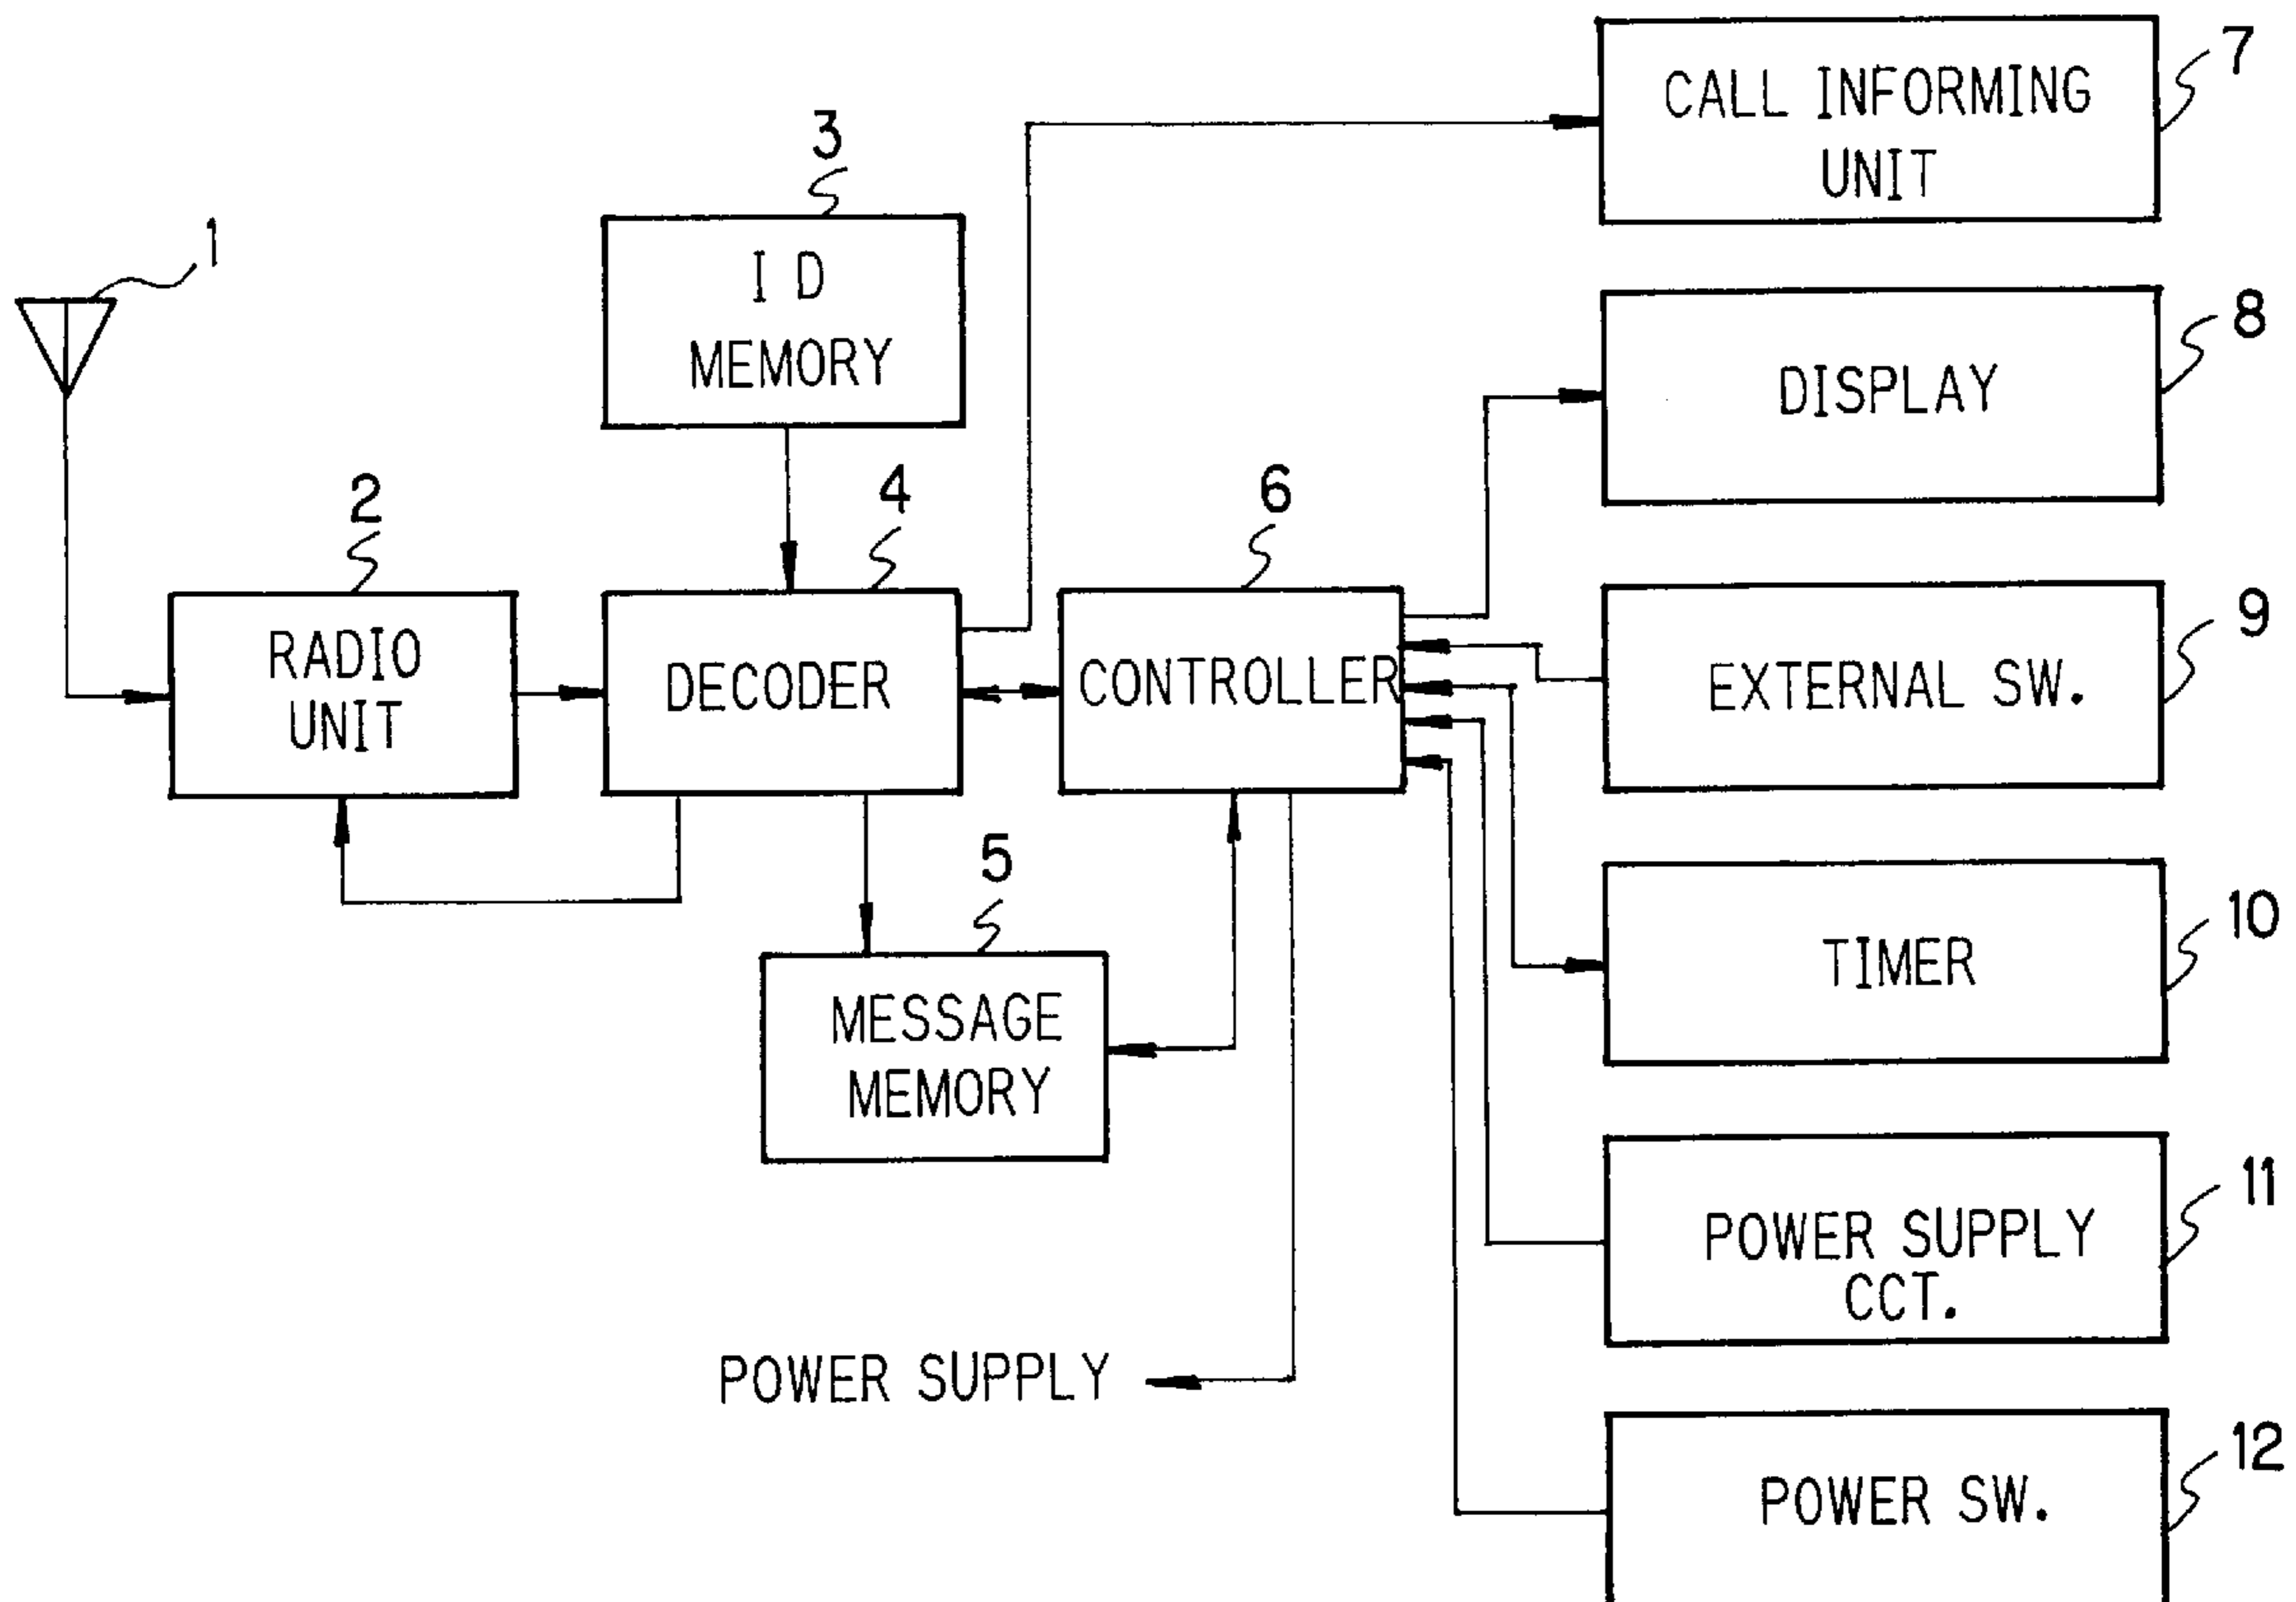 1
2
RADIO
UNIT
3
I D
MEMORY
4
DECODER
5
MESSAGE
MEMORY
6
CONTROLLER
POWER SUPPLY
7
CALL INFORMING
UNIT
8
DISPLAY
9
EXTERNAL SW.
10
TIMER
11
POWER SUPPLY
CCT.
12
POWER SW.